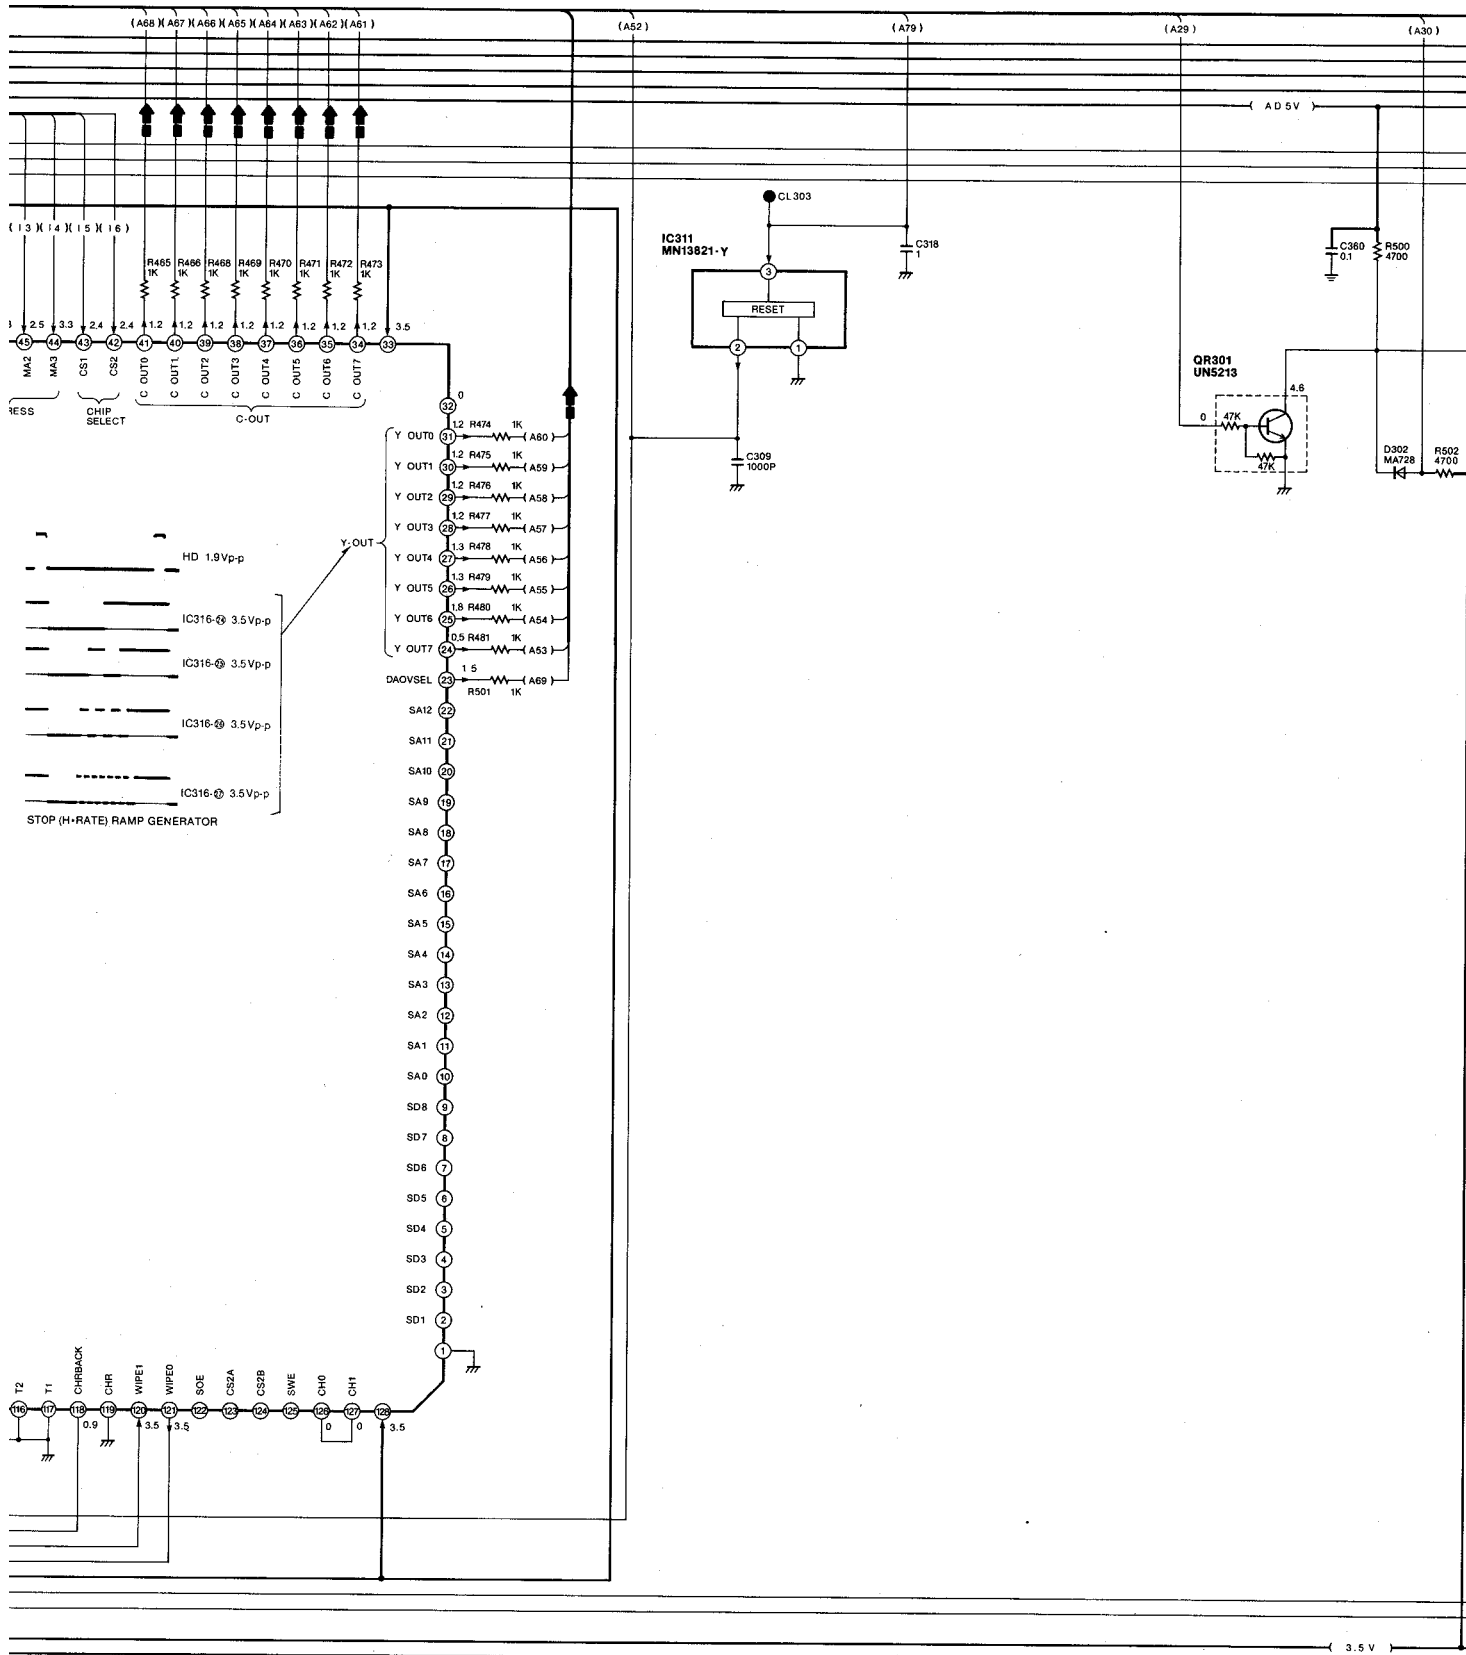 (A68) (A67) (A66) (A65) (A64) (A63) (A62) (A61)
(A52)
(A79)
(A29)
(A30)
AD 5V
CL303
IC311
MN13821-Y
C318
1
3
RESET
2
1
C309
1000P
C360
0.1
R500
4700
QR301
UN5213
4.6
0
47K
47K
D302
MA728
R502
4700
R465 R466 R468 R469 R470 R471 R472 R473
1K 1K 1K 1K 1K 1K 1K 1K
2.5 3.3 2.4 2.4 1.2 1.2 1.2 1.2 1.2 1.2 1.2 1.2 3.5
45 44 43 42 41 40 39 38 37 36 35 34 33
MA2 MA3 CS1 CS2 C OUT0 C OUT1 C OUT2 C OUT3 C OUT4 C OUT5 C OUT6 C OUT7
RESS
CHIP
SELECT
C-OUT
32 0
Y OUT0 31 1.2 R474 1K (A60)
Y OUT1 30 1.2 R475 1K (A59)
Y OUT2 29 1.2 R476 1K (A58)
Y OUT3 28 1.2 R477 1K (A57)
Y OUT4 27 1.3 R478 1K (A56)
Y OUT5 26 1.3 R479 1K (A55)
Y OUT6 25 1.8 R480 1K (A54)
Y OUT7 24 0.5 R481 1K (A53)
DAOVSEL 23 1 5 R501 1K (A69)
Y-OUT
HD 1.9Vp-p
IC316-24 3.5Vp-p
3.5Vp-p
3.5Vp-p
IC316-27 3.5Vp-p
STOP (H•RATE) RAMP GENERATOR
SA12 22
SA11 21
SA10 20
SA9 19
SA8 18
SA7 17
SA6 16
SA5 15
SA4 14
SA3 13
SA2 12
SA1 11
SA0 10
SD8 9
SD7 8
SD6 7
SD5 6
SD4 5
SD3 4
SD2 3
SD1 2
1
T2 T1 CHRBACK CHR WIPE1 WIPE0 SOE CS2A CS2B SWE CH0 CH1
116 117 118 119 120 121 122 123 124 125 126 127 128
0.9 3.5 3.5 0 0 3.5
3.5 V